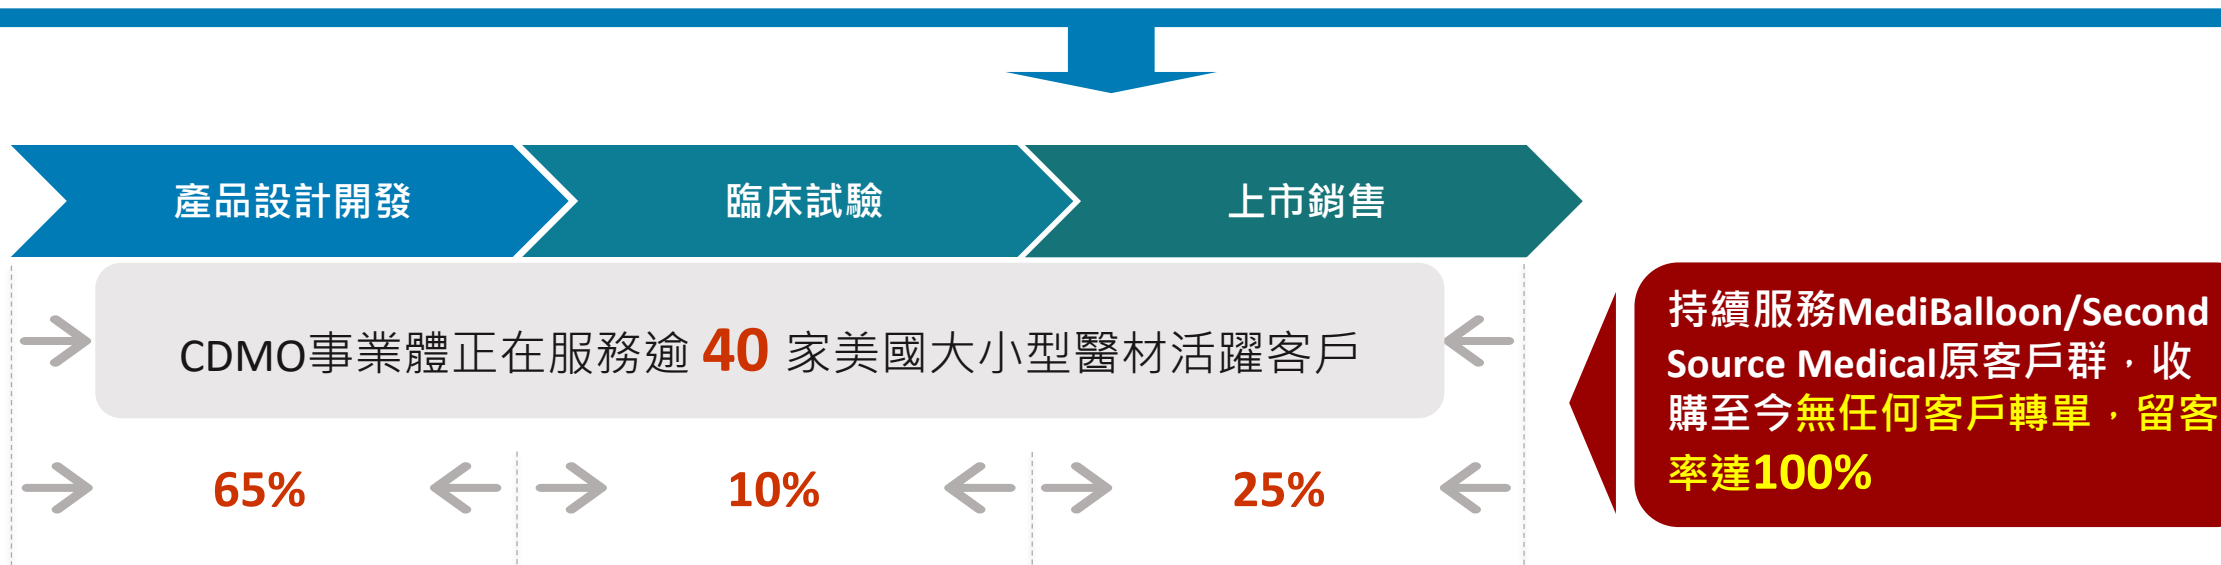 產品設計開發
臨床試驗
上市銷售
CDMO事業體正在服務逾 40 家美國大小型醫材活躍客戶
65%
10%
25%
持續服務MediBalloon/Second
Source Medical原客戶群，收
購至今無任何客戶轉單，留客
率達100%